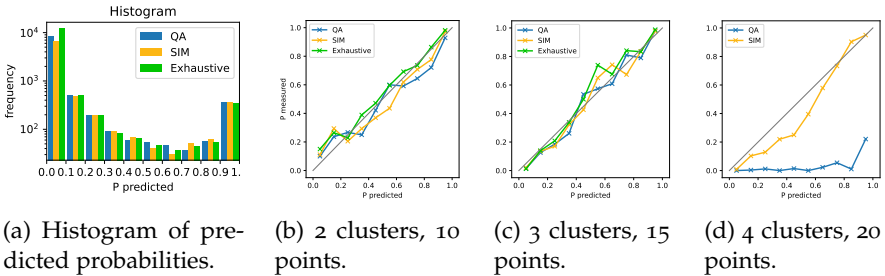 Histogram
frequency
10^4
10^3
10^2
QA
SIM
Exhaustive
0.0 0.1 0.2 0.3 0.4 0.5 0.6 0.7 0.8 0.9 1.
P predicted
P measured
1.0
0.8
0.6
0.4
0.2
0.0
QA
SIM
Exhaustive
0.0 0.2 0.4 0.6 0.8 1.0
P predicted
P measured
1.0
0.8
0.6
0.4
0.2
0.0
QA
SIM
Exhaustive
0.0 0.2 0.4 0.6 0.8 1.0
P predicted
P measured
1.0
0.8
0.6
0.4
0.2
0.0
QA
SIM
0.0 0.2 0.4 0.6 0.8 1.0
P predicted
(a) Histogram of pre-
dicted probabilities.
(b) 2 clusters, 10
points.
(c) 3 clusters, 15
points.
(d) 4 clusters, 20
points.